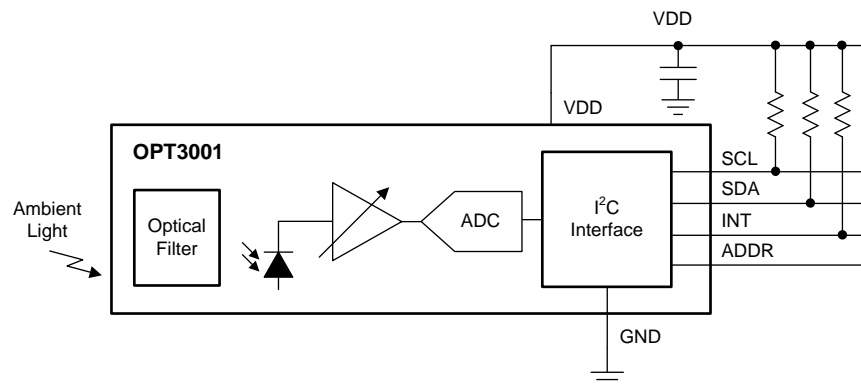 VDD
VDD
OPT3001
Ambient
Light
Optical
Filter
ADC
I²C
Interface
SCL
SDA
INT
ADDR
GND